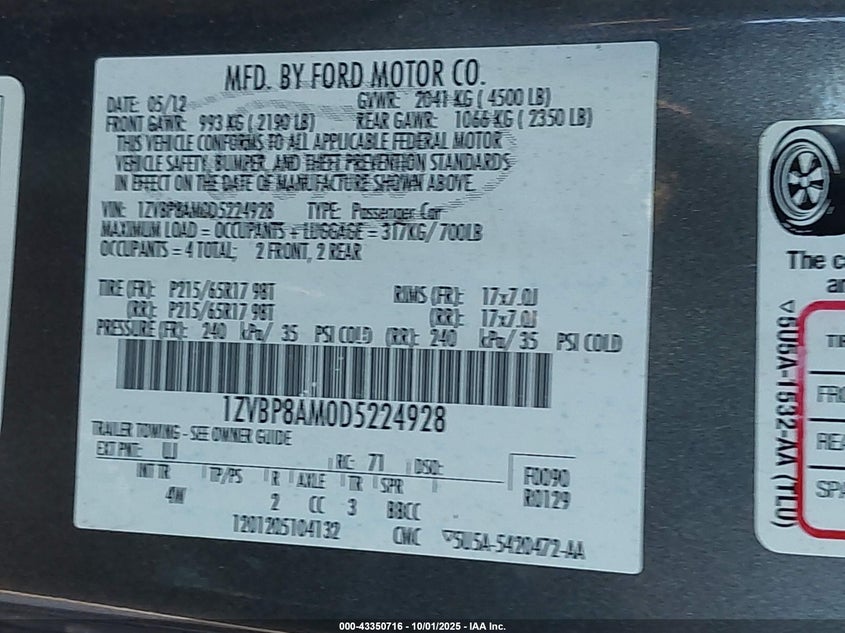 MFD. BY FORD MOTOR CO.
DATE: 05/12 GVWR: 2041 KG ( 4500 LB)
FRONT GAWR: 993 KG ( 2190 LB) REAR GAWR: 1066 KG ( 2350 LB)
THIS VEHICLE CONFORMS TO ALL APPLICABLE FEDERAL MOTOR
VEHICLE SAFETY, BUMPER, AND THEFT PREVENTION STANDARDS
IN EFFECT ON THE DATE OF MANUFACTURE SHOWN ABOVE.
VIN: 1ZVBP8AM0D5224928 TYPE: Passenger Car
MAXIMUM LOAD = OCCUPANTS + LUGGAGE = 317KG/ 700LB
OCCUPANTS = 4 TOTAL; 2 FRONT, 2 REAR
TIRE (FR): P215/65R17 98T RIMS (FR): 17x7.0J
(RR): P215/65R17 98T (RR): 17x7.0J
PRESSURE (FR): 240 kPa/ 35 PSI COLD (RR): 240 kPa/ 35 PSI COLD
1ZVBP8AM0D5224928
TRAILER TOWING - SEE OWNER GUIDE
EXT PNT: UJ RC: 71 DSO: F0090
INT TR TP/PS R AXLE TR SPR R0129
4W 2 CC 3 BBCC
1201205104132 CMC ▽5U5A-5420472-AA
The c
an
▽5U5A-1532-AA (TLU)
TIR
FRO
REA
SPA
000-43350716 - 10/01/2025 - IAA Inc.